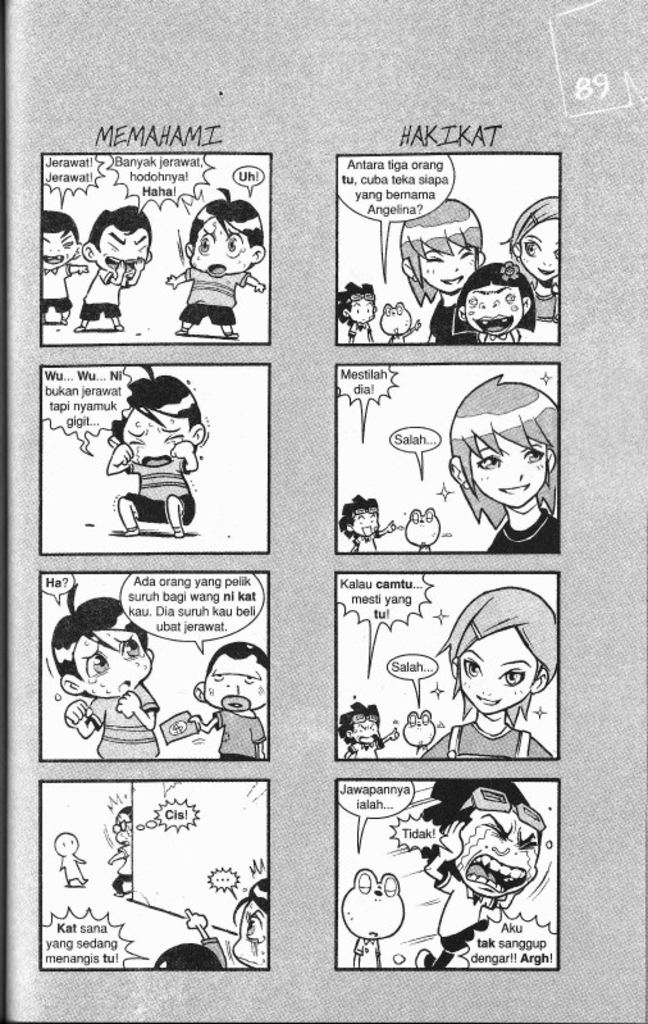 89
MEMAHAMI
Jerawat!
Jerawat!
Banyak jerawat,
hodohnya!
Haha!
Uh!
Wu... Wu... Ni
bukan jerawat
tapi nyamuk
gigit...
Ha?
Ada orang yang pelik
suruh bagi wang ni kat
kau. Dia suruh kau beli
ubat jerawat.
Cis!
...
Kat sana
yang sedang
menangis tu!
HAKIKAT
Antara tiga orang
tu, cuba teka siapa
yang bernama
Angelina?
Mestilah
dia!
Salah...
Kalau camtu...
mesti yang
tu!
Salah...
Jawapannya
ialah...
Tidak!
Aku
tak sanggup
dengar!! Argh!